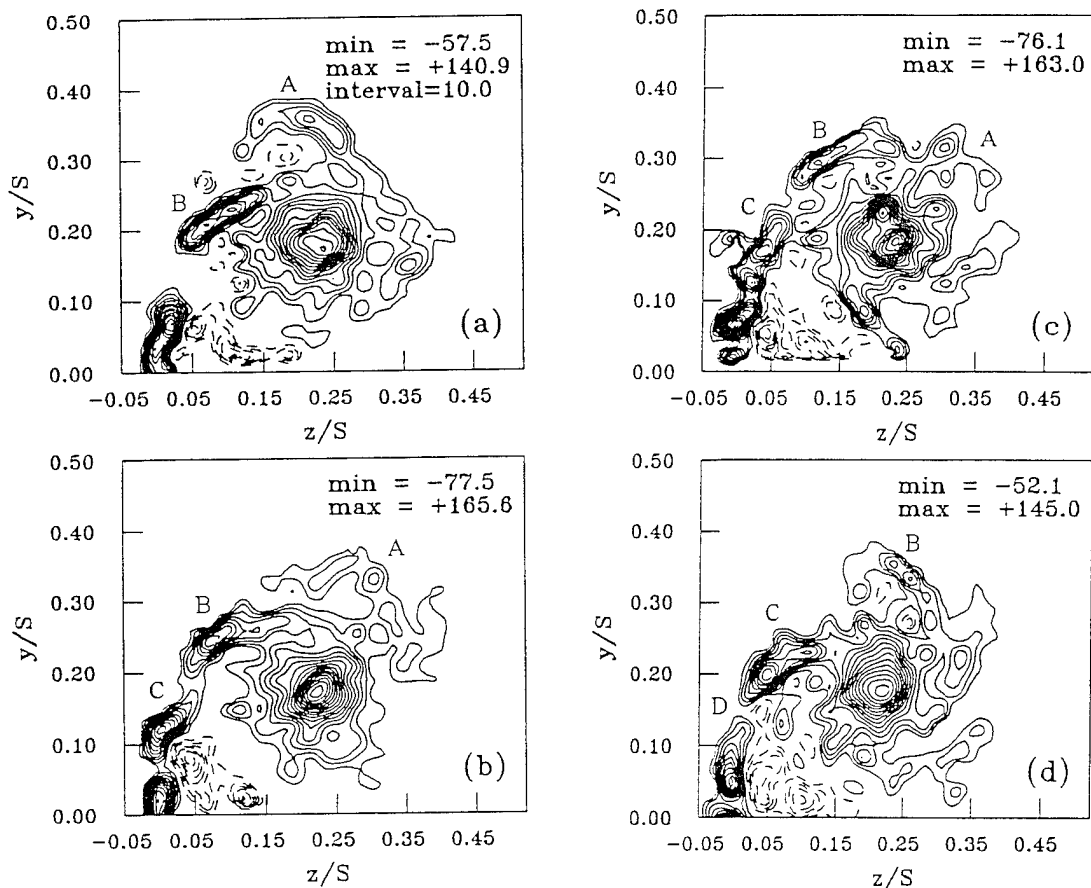 0.50
0.40
0.30
0.20
0.10
0.00
y/S
min = −57.5
max = +140.9
interval=10.0
A
B
(a)
−0.05 0.05 0.15 0.25 0.35 0.45
z/S
0.50
0.40
0.30
0.20
0.10
0.00
y/S
min = −77.5
max = +165.6
A
B
C
(b)
−0.05 0.05 0.15 0.25 0.35 0.45
z/S
0.50
0.40
0.30
0.20
0.10
0.00
y/S
min = −76.1
max = +163.0
B
A
C
(c)
−0.05 0.05 0.15 0.25 0.35 0.45
z/S
0.50
0.40
0.30
0.20
0.10
0.00
y/S
min = −52.1
max = +145.0
B
C
D
(d)
−0.05 0.05 0.15 0.25 0.35 0.45
z/S